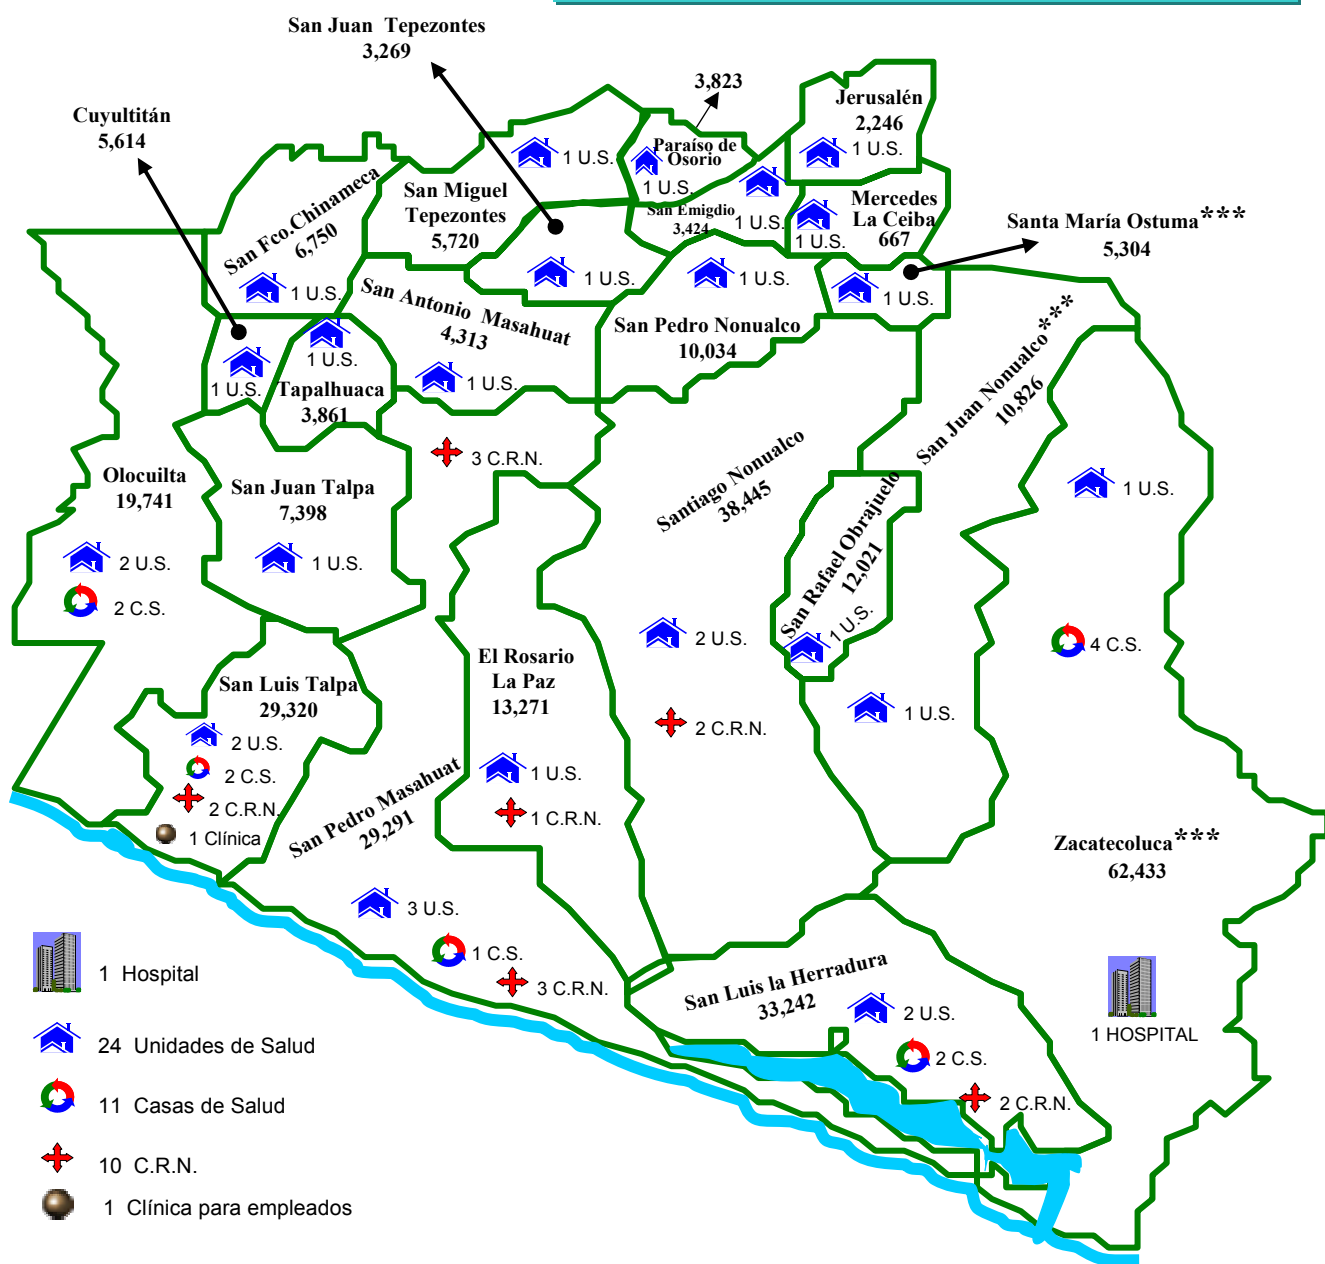 San Juan Tepezontes
3,269
3,823
Cuyultitán
5,614
Jerusalén
2,246
1 U.S.
1 U.S.
Paraíso de
Osorio
1 U.S.
San Fco.Chinameca
6,750
1 U.S.
San Miguel
Tepezontes
5,720
San Emigdio
3,424
1 U.S.
Mercedes
La Ceiba
667
1 U.S.
Santa María Ostuma***
5,304
1 U.S.
1 U.S.
1 U.S.
San Antonio Masahuat
4,313
1 U.S.
San Pedro Nonualco
10,034
1 U.S.
1 U.S.
Tapalhuaca
3,861
San Juan Nonualco***
10,826
1 U.S.
3 C.R.N.
Olocuilta
19,741
2 U.S.
2 C.S.
San Juan Talpa
7,398
1 U.S.
Santiago Nonualco
38,445
2 U.S.
2 C.R.N.
San Rafael Obrajuelo
12,021
1 U.S.
1 U.S.
4 C.S.
El Rosario
La Paz
13,271
1 U.S.
1 C.R.N.
San Luis Talpa
29,320
2 U.S.
2 C.S.
2 C.R.N.
1 Clínica
San Pedro Masahuat
29,291
3 U.S.
1 C.S.
3 C.R.N.
Zacatecoluca***
62,433
1 HOSPITAL
San Luis la Herradura
33,242
2 U.S.
2 C.S.
2 C.R.N.
1 Hospital
24 Unidades de Salud
11 Casas de Salud
10 C.R.N.
1 Clínica para empleados